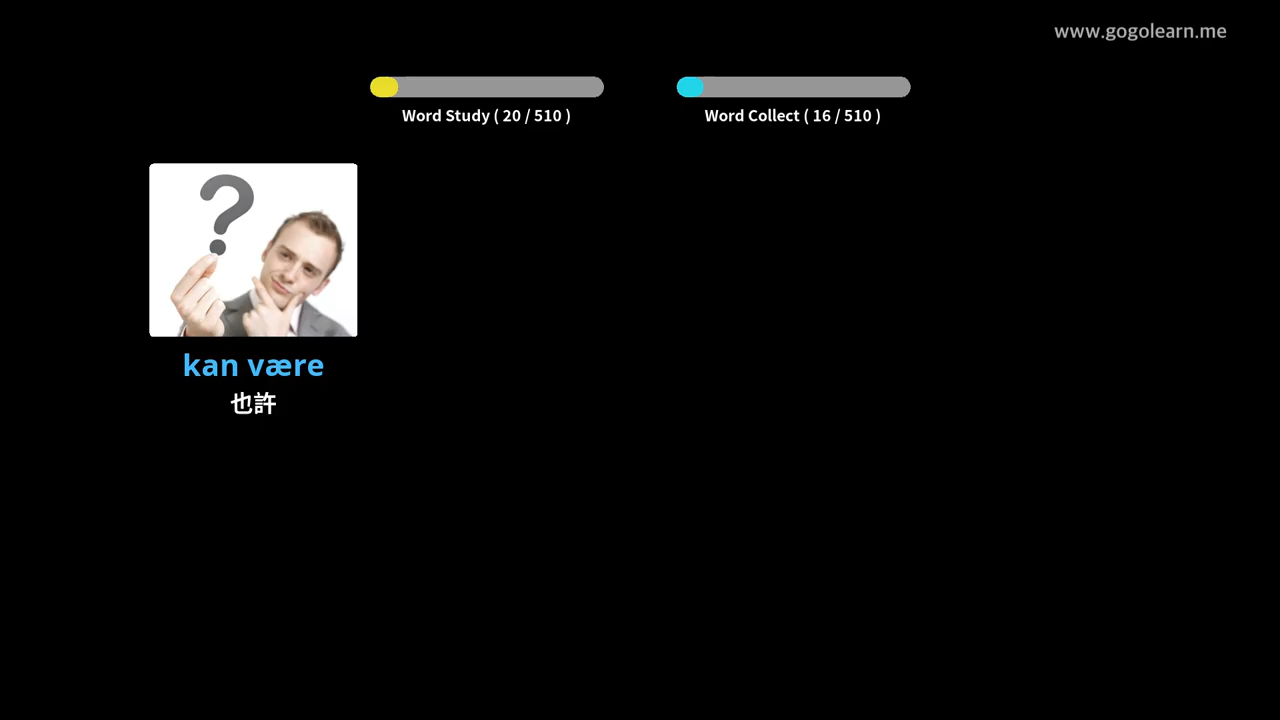 www.gogolearn.me
Word Study ( 20 / 510 )
Word Collect ( 16 / 510 )
?
kan være
也許